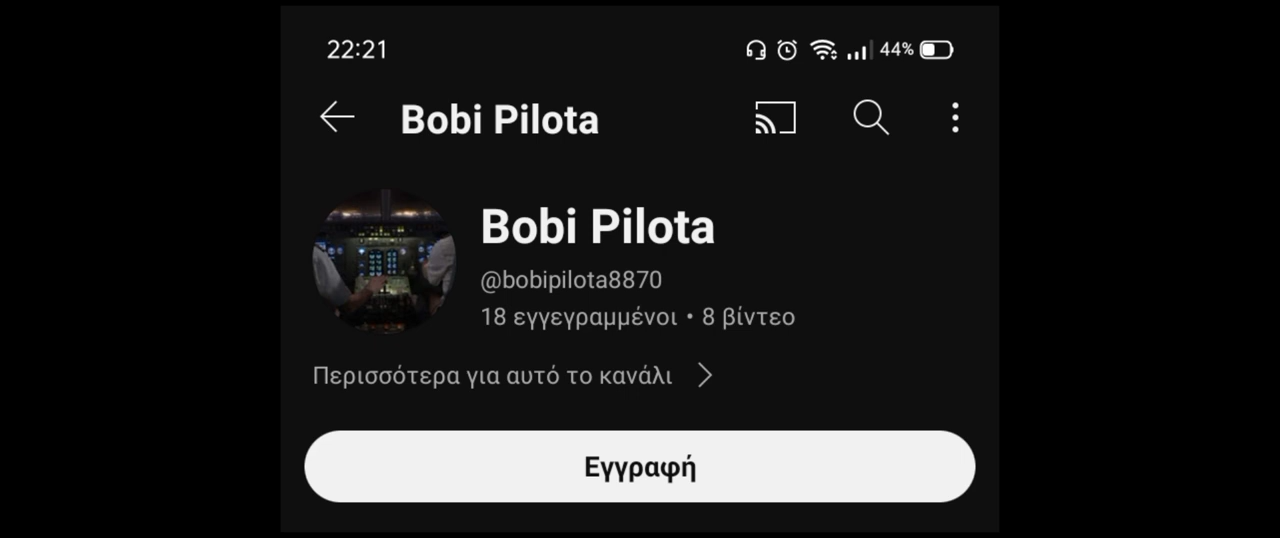 22:21 44%
Bobi Pilota
Bobi Pilota
@bobipilota8870
18 εγγεγραμμένοι • 8 βίντεο
Περισσότερα για αυτό το κανάλι
Εγγραφή